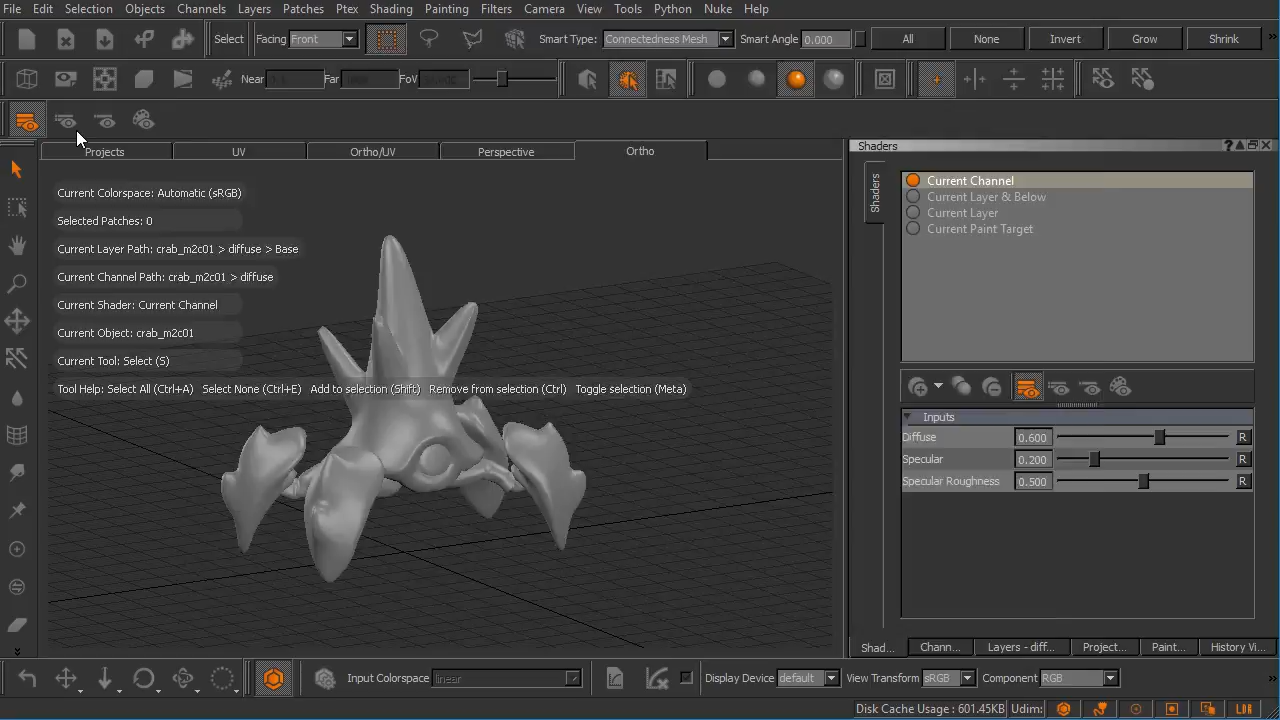 File Edit Selection Objects Channels Layers Patches Ptex Shading Painting Filters Camera View Tools Python Nuke Help
Select Facing Front Smart Type: Connectedness Mesh Smart Angle 0.000 All None Invert Grow Shrink
Near Far FoV
Projects UV Ortho/UV Perspective Ortho
Shaders
Current Colorspace: Automatic (sRGB)
Selected Patches: 0
Current Layer Path: crab_m2c01 > diffuse > Base
Current Channel Path: crab_m2c01 > diffuse
Current Shader: Current Channel
Current Object: crab_m2c01
Current Tool: Select (S)
Tool Help: Select All (Ctrl+A) Select None (Ctrl+E) Add to selection (Shift) Remove from selection (Ctrl) Toggle selection (Meta)
Shaders
Current Channel
Current Layer & Below
Current Layer
Current Paint Target
Inputs
Diffuse 0.600 R
Specular 0.200 R
Specular Roughness 0.500 R
Shad... Chann... Layers - diff... Project... Paint... History Vi...
Input Colorspace linear Display Device default View Transform sRGB Component RGB
Disk Cache Usage : 601.45KB Udim: LDR